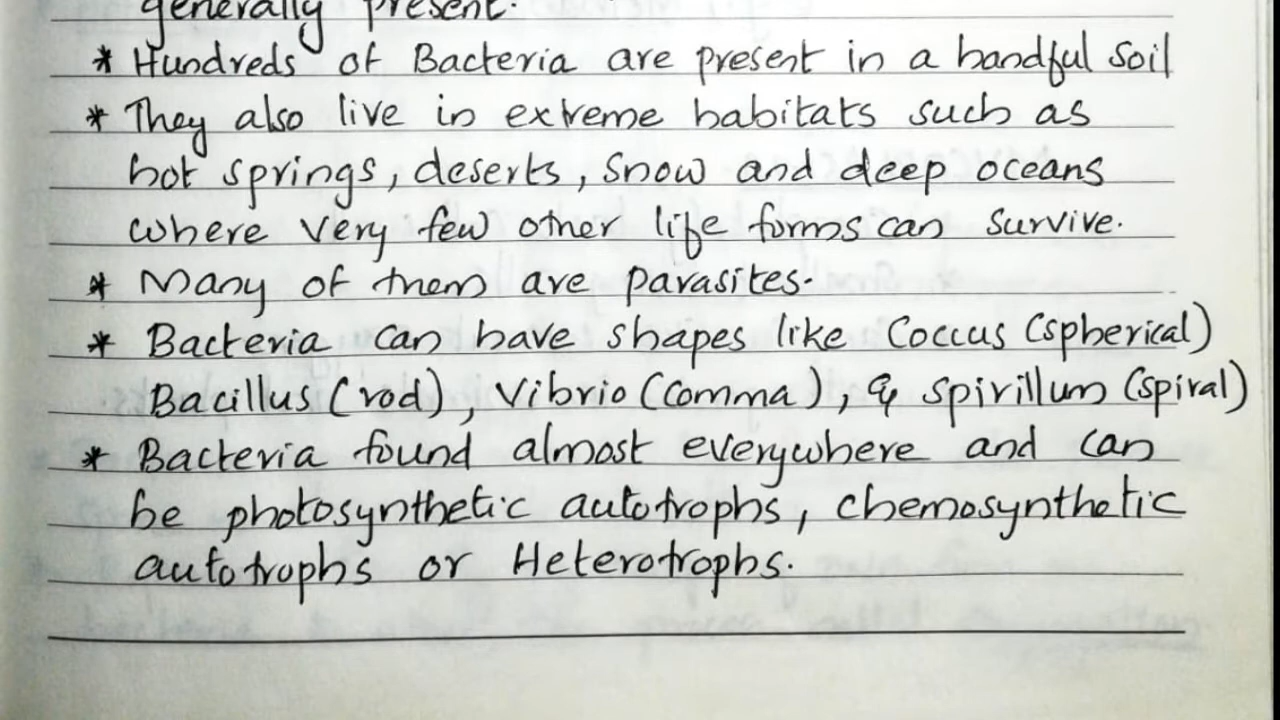 generally present.
* Hundreds of Bacteria are present in a handful soil
* They also live in extreme habitats such as
hot springs, deserts, snow and deep oceans
where very few other life forms can survive.
* Many of them are parasites.
* Bacteria can have shapes like Coccus (spherical)
Bacillus (rod), Vibrio (comma), & spirillum (spiral)
* Bacteria found almost everywhere and can
be photosynthetic autotrophs, chemosynthetic
autotrophs or Heterotrophs.